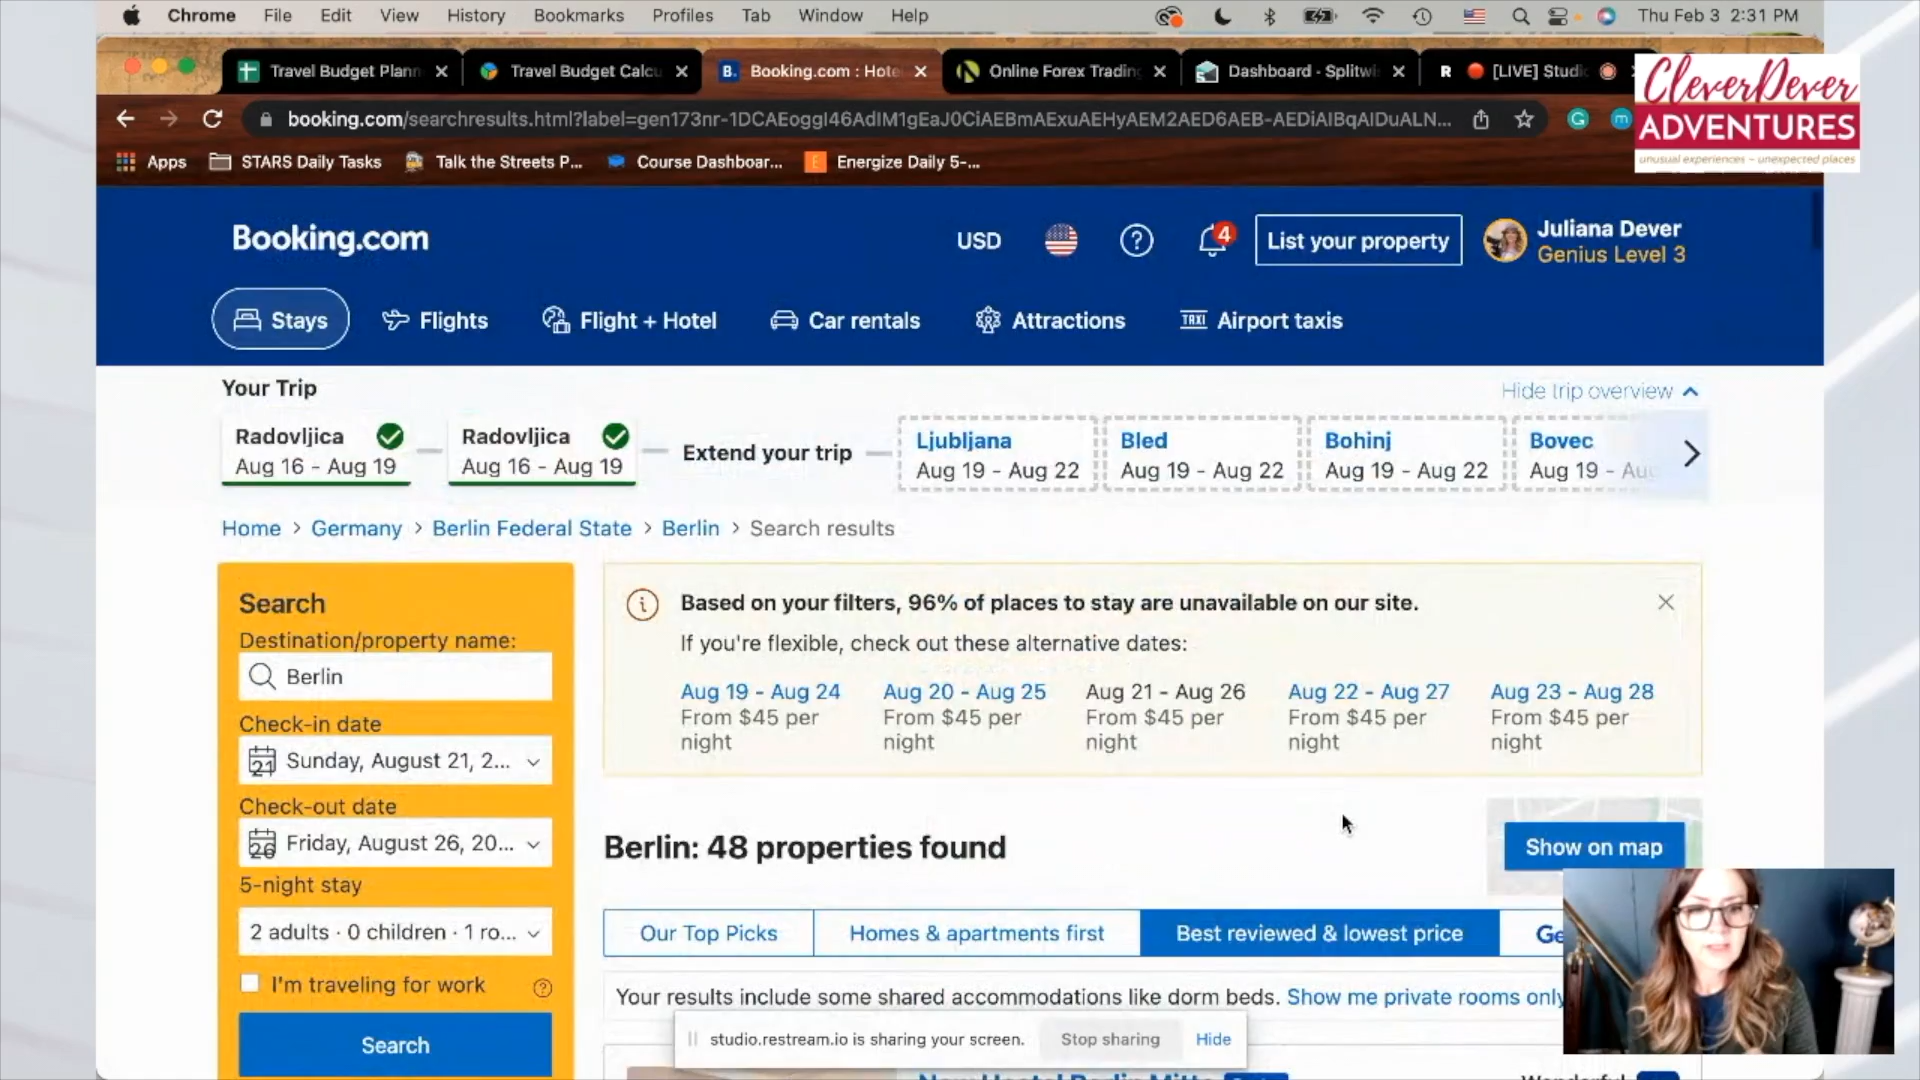 Chrome File Edit View History Bookmarks Profiles Tab Window Help Thu Feb 3 2:31 PM
Travel Budget Plann Travel Budget Calcu B. Booking.com : Hote Online Forex Trading Dashboard - Splitwi R [LIVE] Studi
CleverDever
ADVENTURES
unusual experiences ~ unexpected places
booking.com/searchresults.html?label=gen173nr-1DCAEoggI46AdIM1gEaJ0CiAEBmAExuAEHyAEM2AED6AEB-AEDiAIBqAIDuALN...
Apps STARS Daily Tasks Talk the Streets P... Course Dashboar... Energize Daily 5-...
Booking.com USD 4 List your property Juliana Dever
Genius Level 3
Stays Flights Flight + Hotel Car rentals Attractions TAXI Airport taxis
Your Trip Hide trip overview
Radovljica Radovljica Extend your trip Ljubljana Bled Bohinj Bovec
Aug 16 - Aug 19 Aug 16 - Aug 19 Aug 19 - Aug 22 Aug 19 - Aug 22 Aug 19 - Aug 22 Aug 19 -
Home > Germany > Berlin Federal State > Berlin > Search results
Search
Destination/property name:
Berlin
Check-in date
21 Sunday, August 21, 2...
Check-out date
26 Friday, August 26, 20...
5-night stay
2 adults · 0 children · 1 ro...
I'm traveling for work
Search
Based on your filters, 96% of places to stay are unavailable on our site.
If you're flexible, check out these alternative dates:
Aug 19 - Aug 24 Aug 20 - Aug 25 Aug 21 - Aug 26 Aug 22 - Aug 27 Aug 23 - Aug 28
From $45 per From $45 per From $45 per From $45 per From $45 per
night night night night night
Berlin: 48 properties found
Show on map
Our Top Picks Homes & apartments first Best reviewed & lowest price Ge
Your results include some shared accommodations like dorm beds. Show me private rooms only
studio.restream.io is sharing your screen. Stop sharing Hide